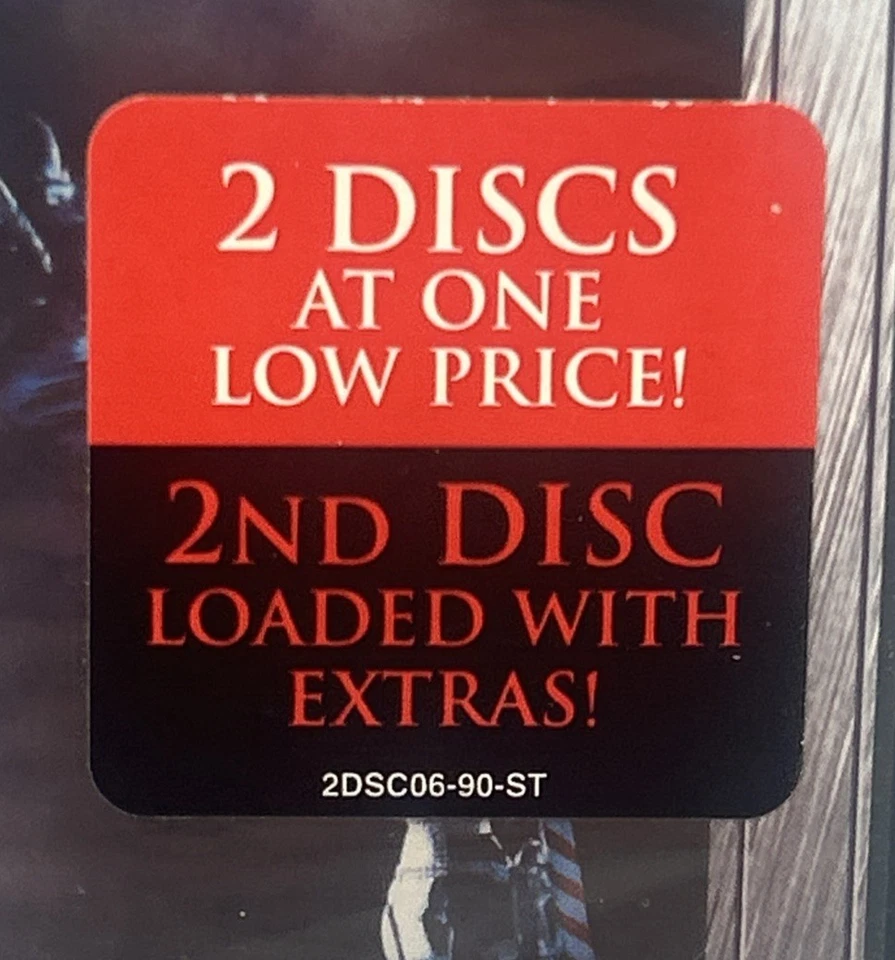 2 DISCS
AT ONE
LOW PRICE!
2ND DISC
LOADED WITH
EXTRAS!
2DSC06-90-ST